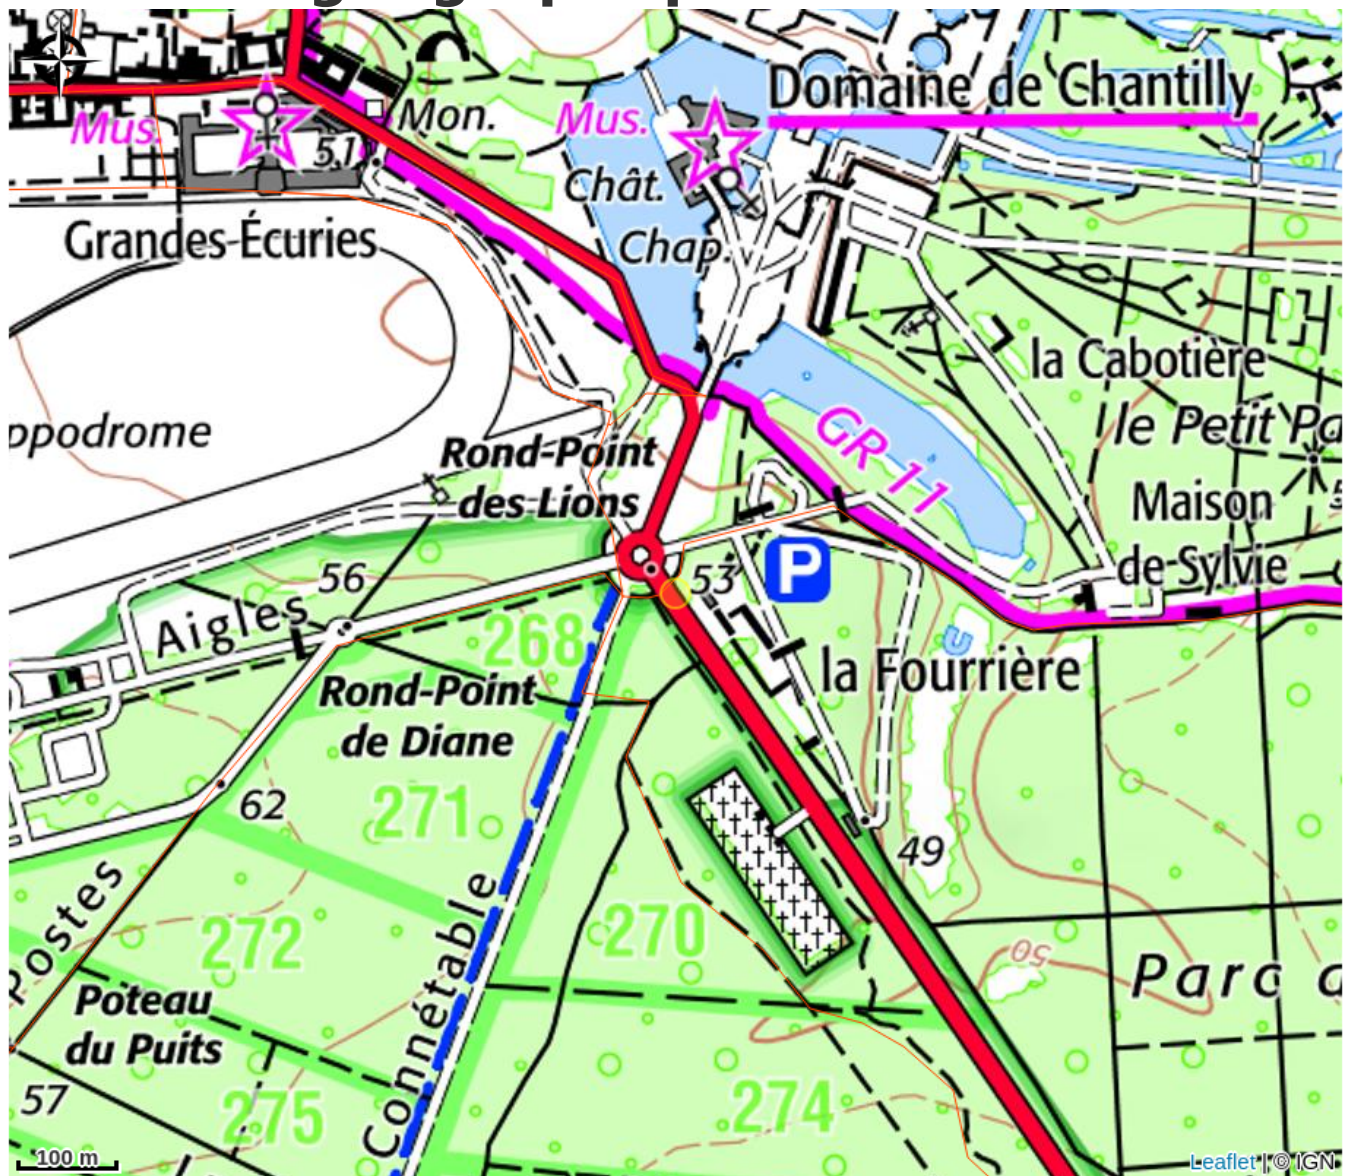 Domaine de Chantilly
Mus.
Mon.
Mus.
51
Chât.
Grandes-Écuries
Chap.
la Cabotière
ppodrome
GR 11
le Petit Pa
Rond-Point
des Lions
Maison
de Sylvie
5
56
53
P
Aigles
268
la Fourrière
Rond-Point
de Diane
62
271
49
Postes
272
Connétable
270
50
Parc d
Poteau
du Puits
57
275
274
100 m
Leaflet | © IGN